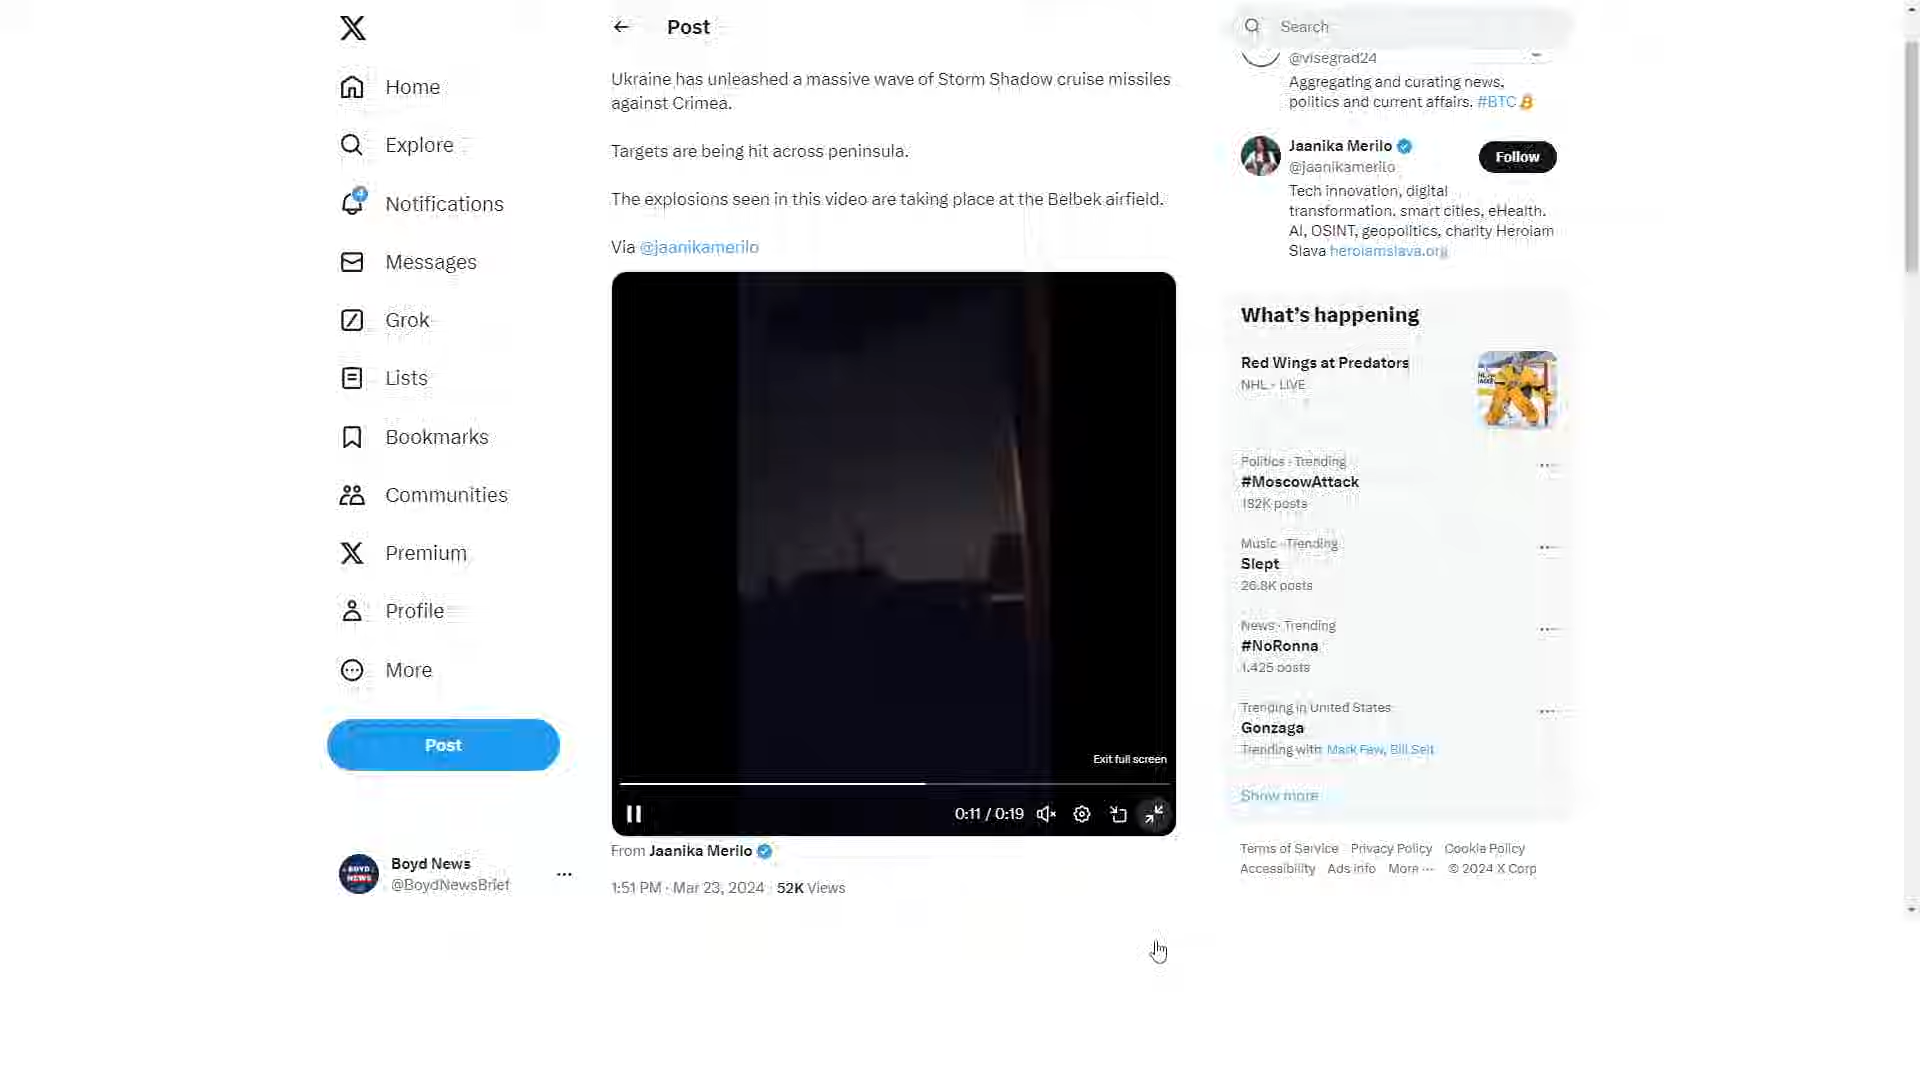 Home
Explore
4
Notifications
Messages
Grok
Lists
Bookmarks
Communities
Premium
Profile
More
Post
BOYD
NEWS
Boyd News
@BoydNewsBrief
Post
Ukraine has unleashed a massive wave of Storm Shadow cruise missiles
against Crimea.
Targets are being hit across peninsula.
The explosions seen in this video are taking place at the Belbek airfield.
Via @jaanikamerilo
Exit full screen
0:11 / 0:19
From Jaanika Merilo
1:51 PM · Mar 23, 2024 · 52K Views
Search
@visegrad24
Aggregating and curating news,
politics and current affairs. #BTC
Jaanika Merilo
@jaanikamerilo
Follow
Tech innovation, digital
transformation, smart cities, eHealth.
AI, OSINT, geopolitics, charity Heroiam
Slava heroiamslava.org
What's happening
Red Wings at Predators
NHL · LIVE
Politics · Trending
#MoscowAttack
182K posts
Music · Trending
Slept
26.8K posts
News · Trending
#NoRonna
1,425 posts
Trending in United States
Gonzaga
Trending with Mark Few, Bill Self
Show more
Terms of Service Privacy Policy Cookie Policy
Accessibility Ads info More ··· © 2024 X Corp